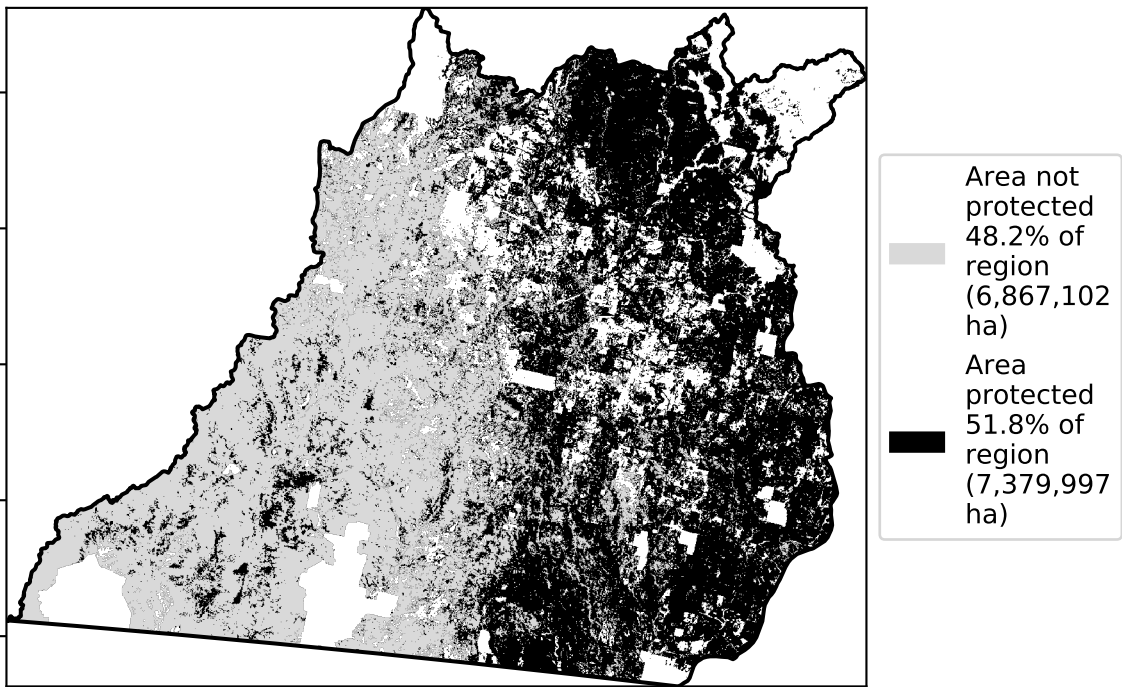 Area not
protected
48.2% of
region
(6,867,102
ha)
Area
protected
51.8% of
region
(7,379,997
ha)